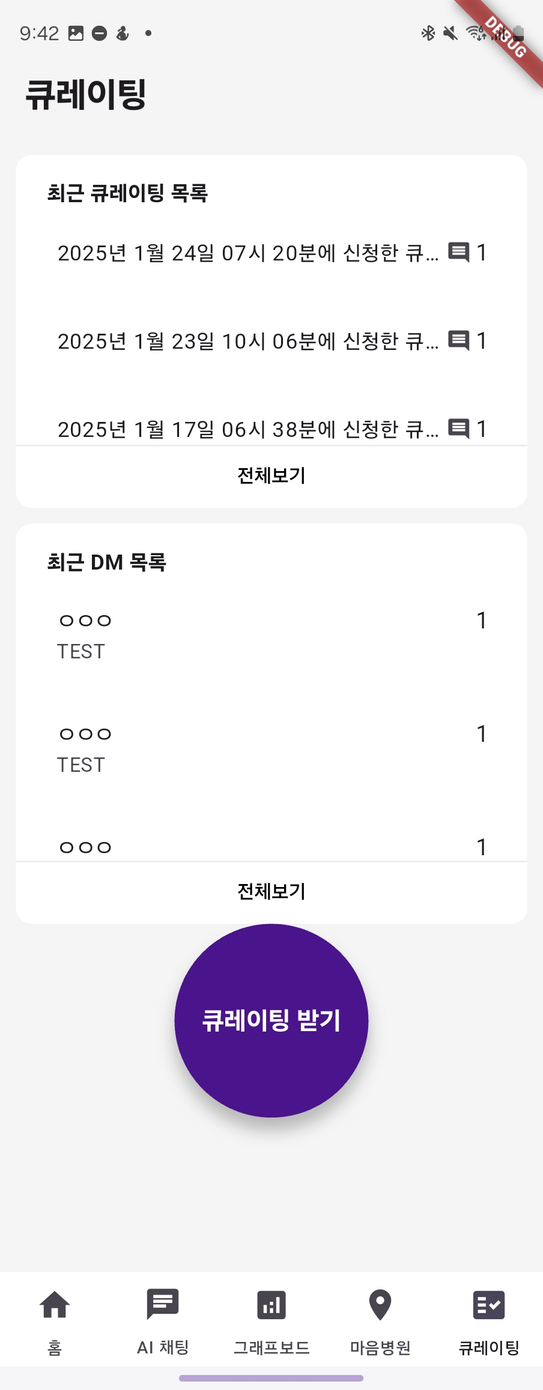 9:42
DEBUG
큐레이팅
최근 큐레이팅 목록
2025년 1월 24일 07시 20분에 신청한 큐... 1
2025년 1월 23일 10시 06분에 신청한 큐... 1
2025년 1월 17일 06시 38분에 신청한 큐... 1
전체보기
최근 DM 목록
ㅇㅇㅇ 1
TEST
ㅇㅇㅇ 1
TEST
ㅇㅇㅇ 1
전체보기
큐레이팅 받기
홈 AI 채팅 그래프보드 마음병원 큐레이팅